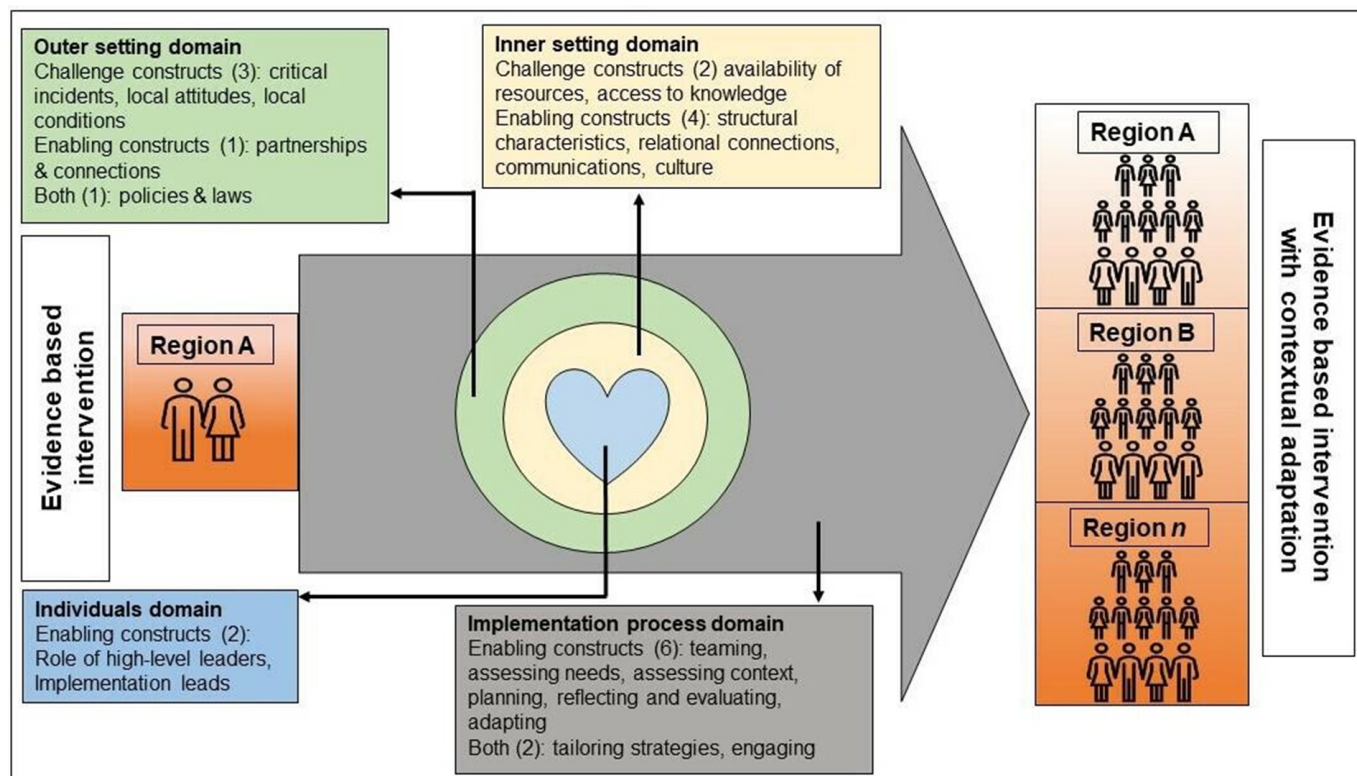 Outer setting domain
Challenge constructs (3): critical
incidents, local attitudes, local
conditions
Enabling constructs (1): partnerships
& connections
Both (1): policies & laws
Inner setting domain
Challenge constructs (2) availability of
resources, access to knowledge
Enabling constructs (4): structural
characteristics, relational connections,
communications, culture
Evidence based
intervention
Region A
Individuals domain
Enabling constructs (2):
Role of high-level leaders,
Implementation leads
Implementation process domain
Enabling constructs (6): teaming,
assessing needs, assessing context,
planning, reflecting and evaluating,
adapting
Both (2): tailoring strategies, engaging
Region A
Region B
Region n
Evidence based intervention
with contextual adaptation